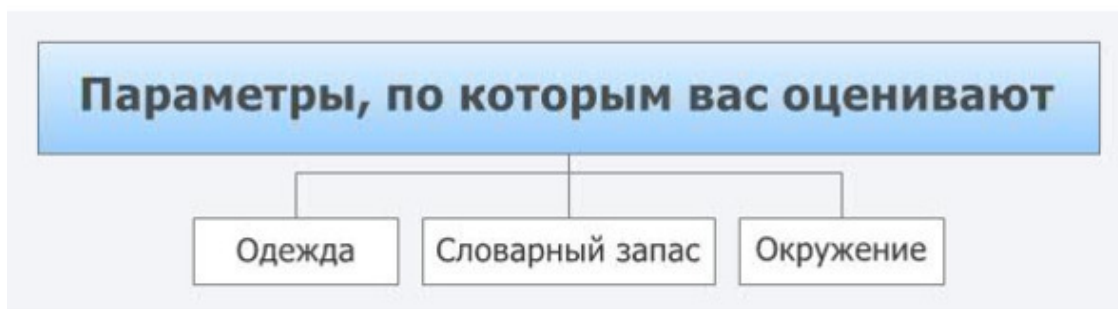 Параметры, по которым вас оценивают
Одежда
Словарный запас
Окружение